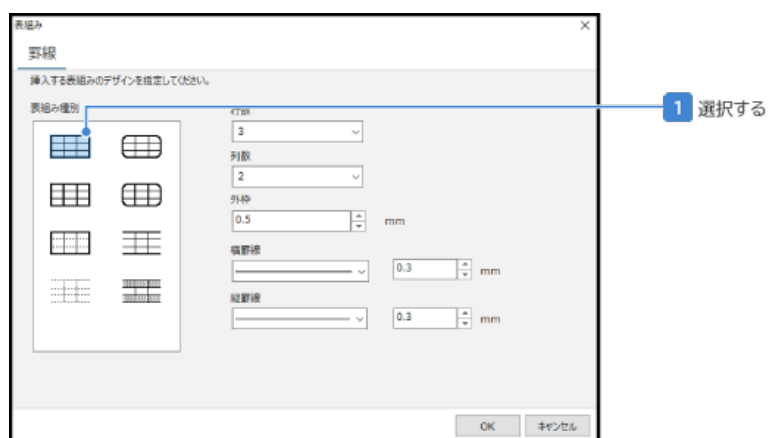 表組み
罫線
挿入する表組みのデザインを指定してください。
表組み種別
行数
3
列数
2
外枠
0.5 mm
横罫線
0.3 mm
縦罫線
0.3 mm
OK キャンセル
1 選択する